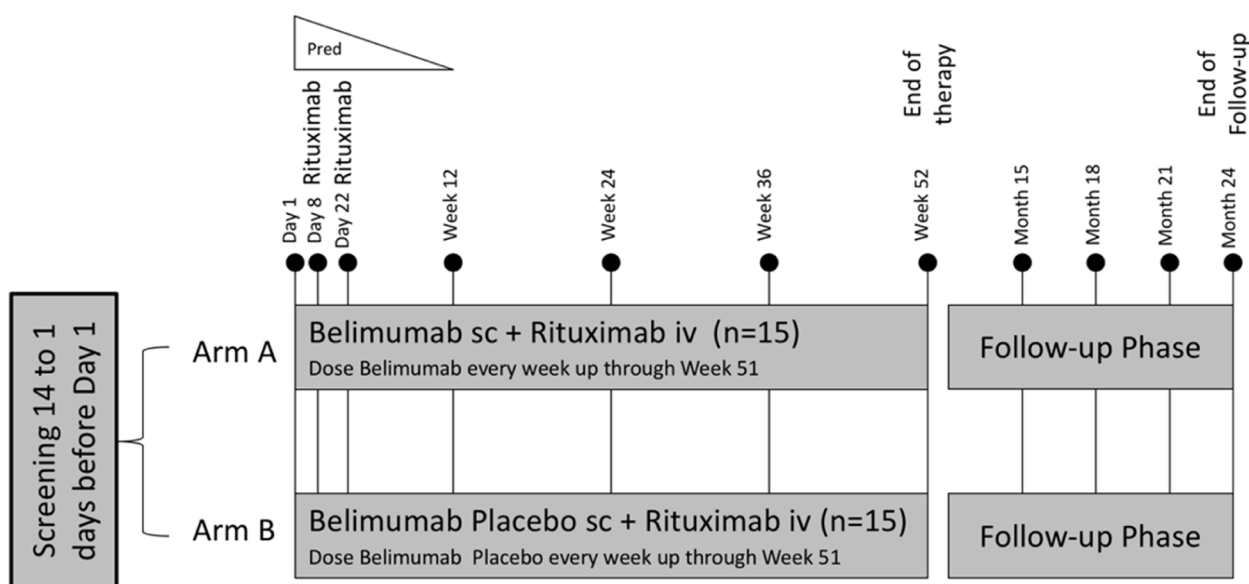 Pred
Day 1
Day 8 Rituximab
Day 22 Rituximab
Week 12
Week 24
Week 36
Week 52
End of
therapy
Month 15
Month 18
Month 21
Month 24
End of
Follow-up
Screening 14 to 1
days before Day 1
Arm A
Belimumab sc + Rituximab iv (n=15)
Dose Belimumab every week up through Week 51
Follow-up Phase
Arm B
Belimumab Placebo sc + Rituximab iv (n=15)
Dose Belimumab Placebo every week up through Week 51
Follow-up Phase